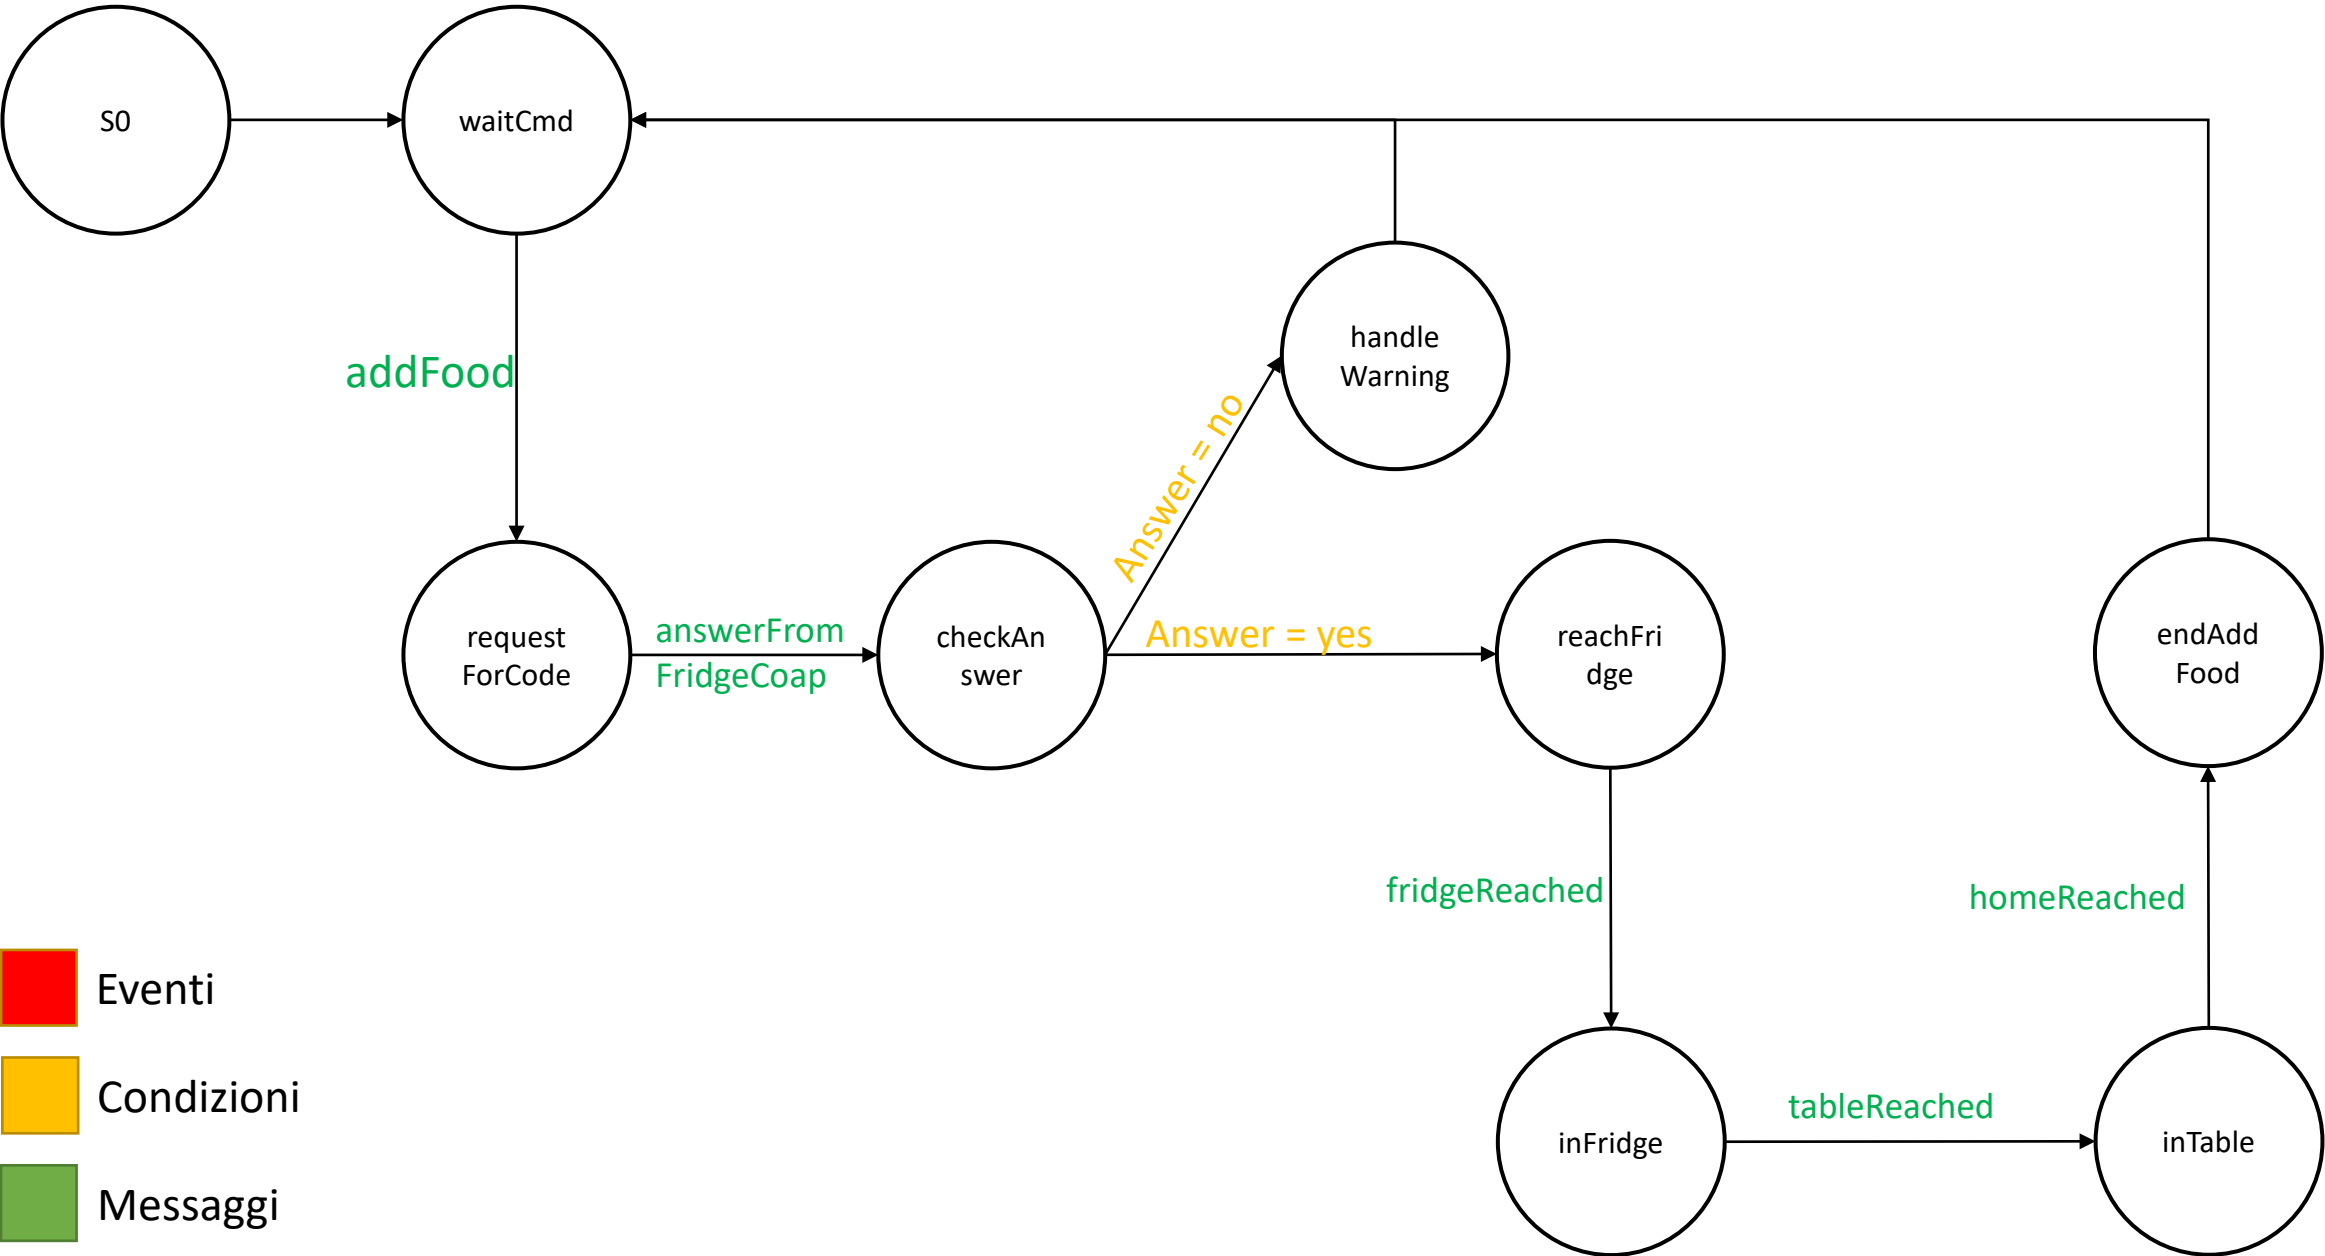 S0
waitCmd
handle
Warning
addFood
Answer = no
request
ForCode
answerFrom
FridgeCoap
checkAn
swer
Answer = yes
reachFri
dge
endAdd
Food
fridgeReached
homeReached
Eventi
Condizioni
Messaggi
inFridge
tableReached
inTable